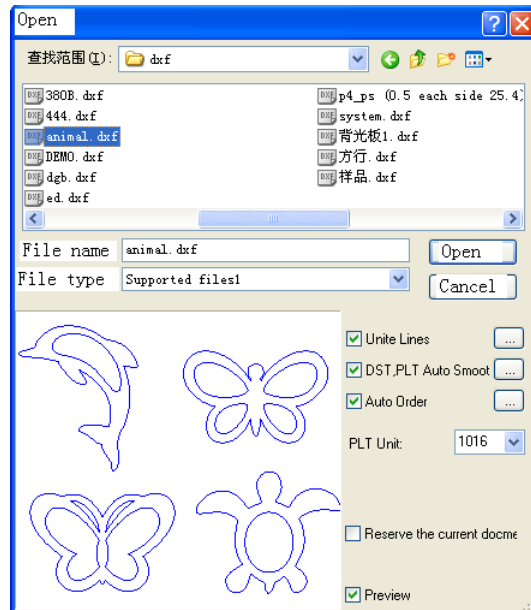 Open
查找范围(I): dxf
380B.dxf
444.dxf
animal.dxf
DEMO.dxf
dgb.dxf
ed.dxf
p4_ps (0.5 each side 25.4)
system.dxf
背光板1.dxf
方行.dxf
样品.dxf
File name animal.dxf Open
File type Supported files1 Cancel
Unite Lines ...
DST,PLT Auto Smoot ...
Auto Order ...
PLT Unit: 1016
Reserve the current docme
Preview